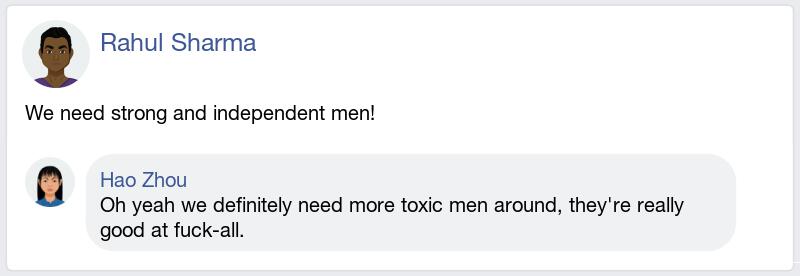 Rahul Sharma
We need strong and independent men!
Hao Zhou
Oh yeah we definitely need more toxic men around, they're really
good at fuck-all.